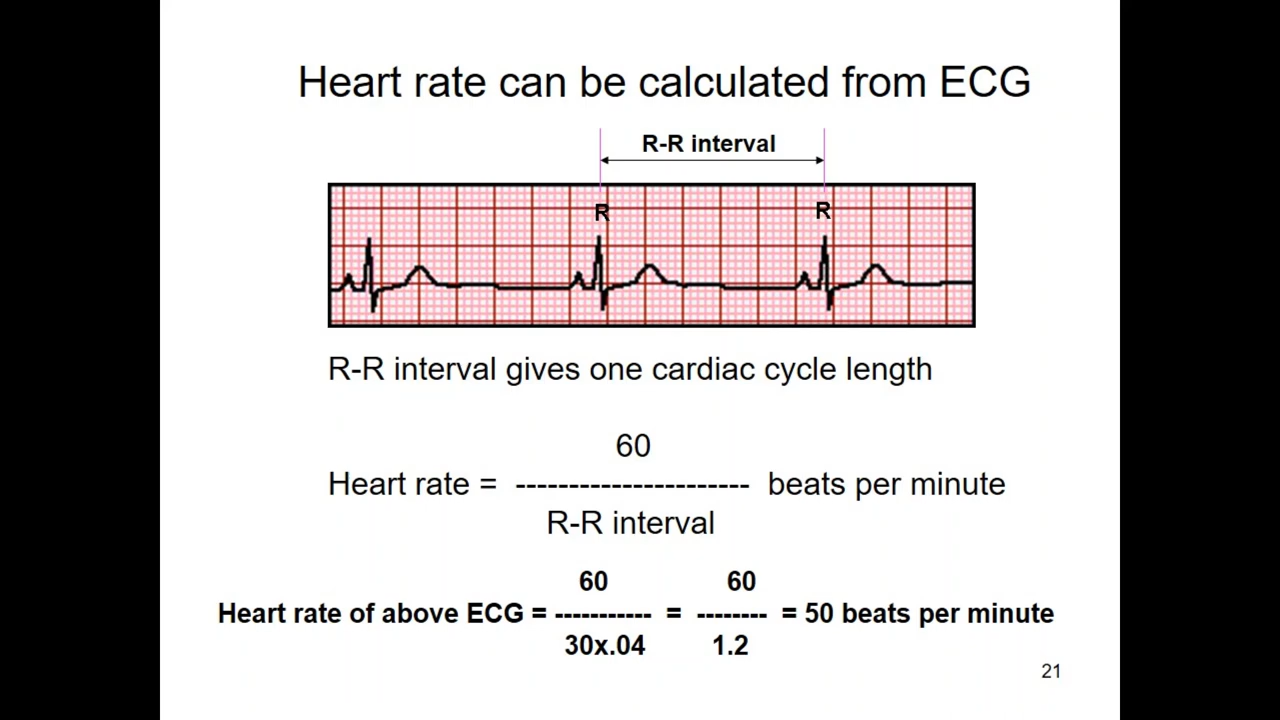 Heart rate can be calculated from ECG
R-R interval
R R
R-R interval gives one cardiac cycle length
60
Heart rate = ---------------------- beats per minute
R-R interval
60 60
Heart rate of above ECG = ----------- = -------- = 50 beats per minute
30x.04 1.2
21